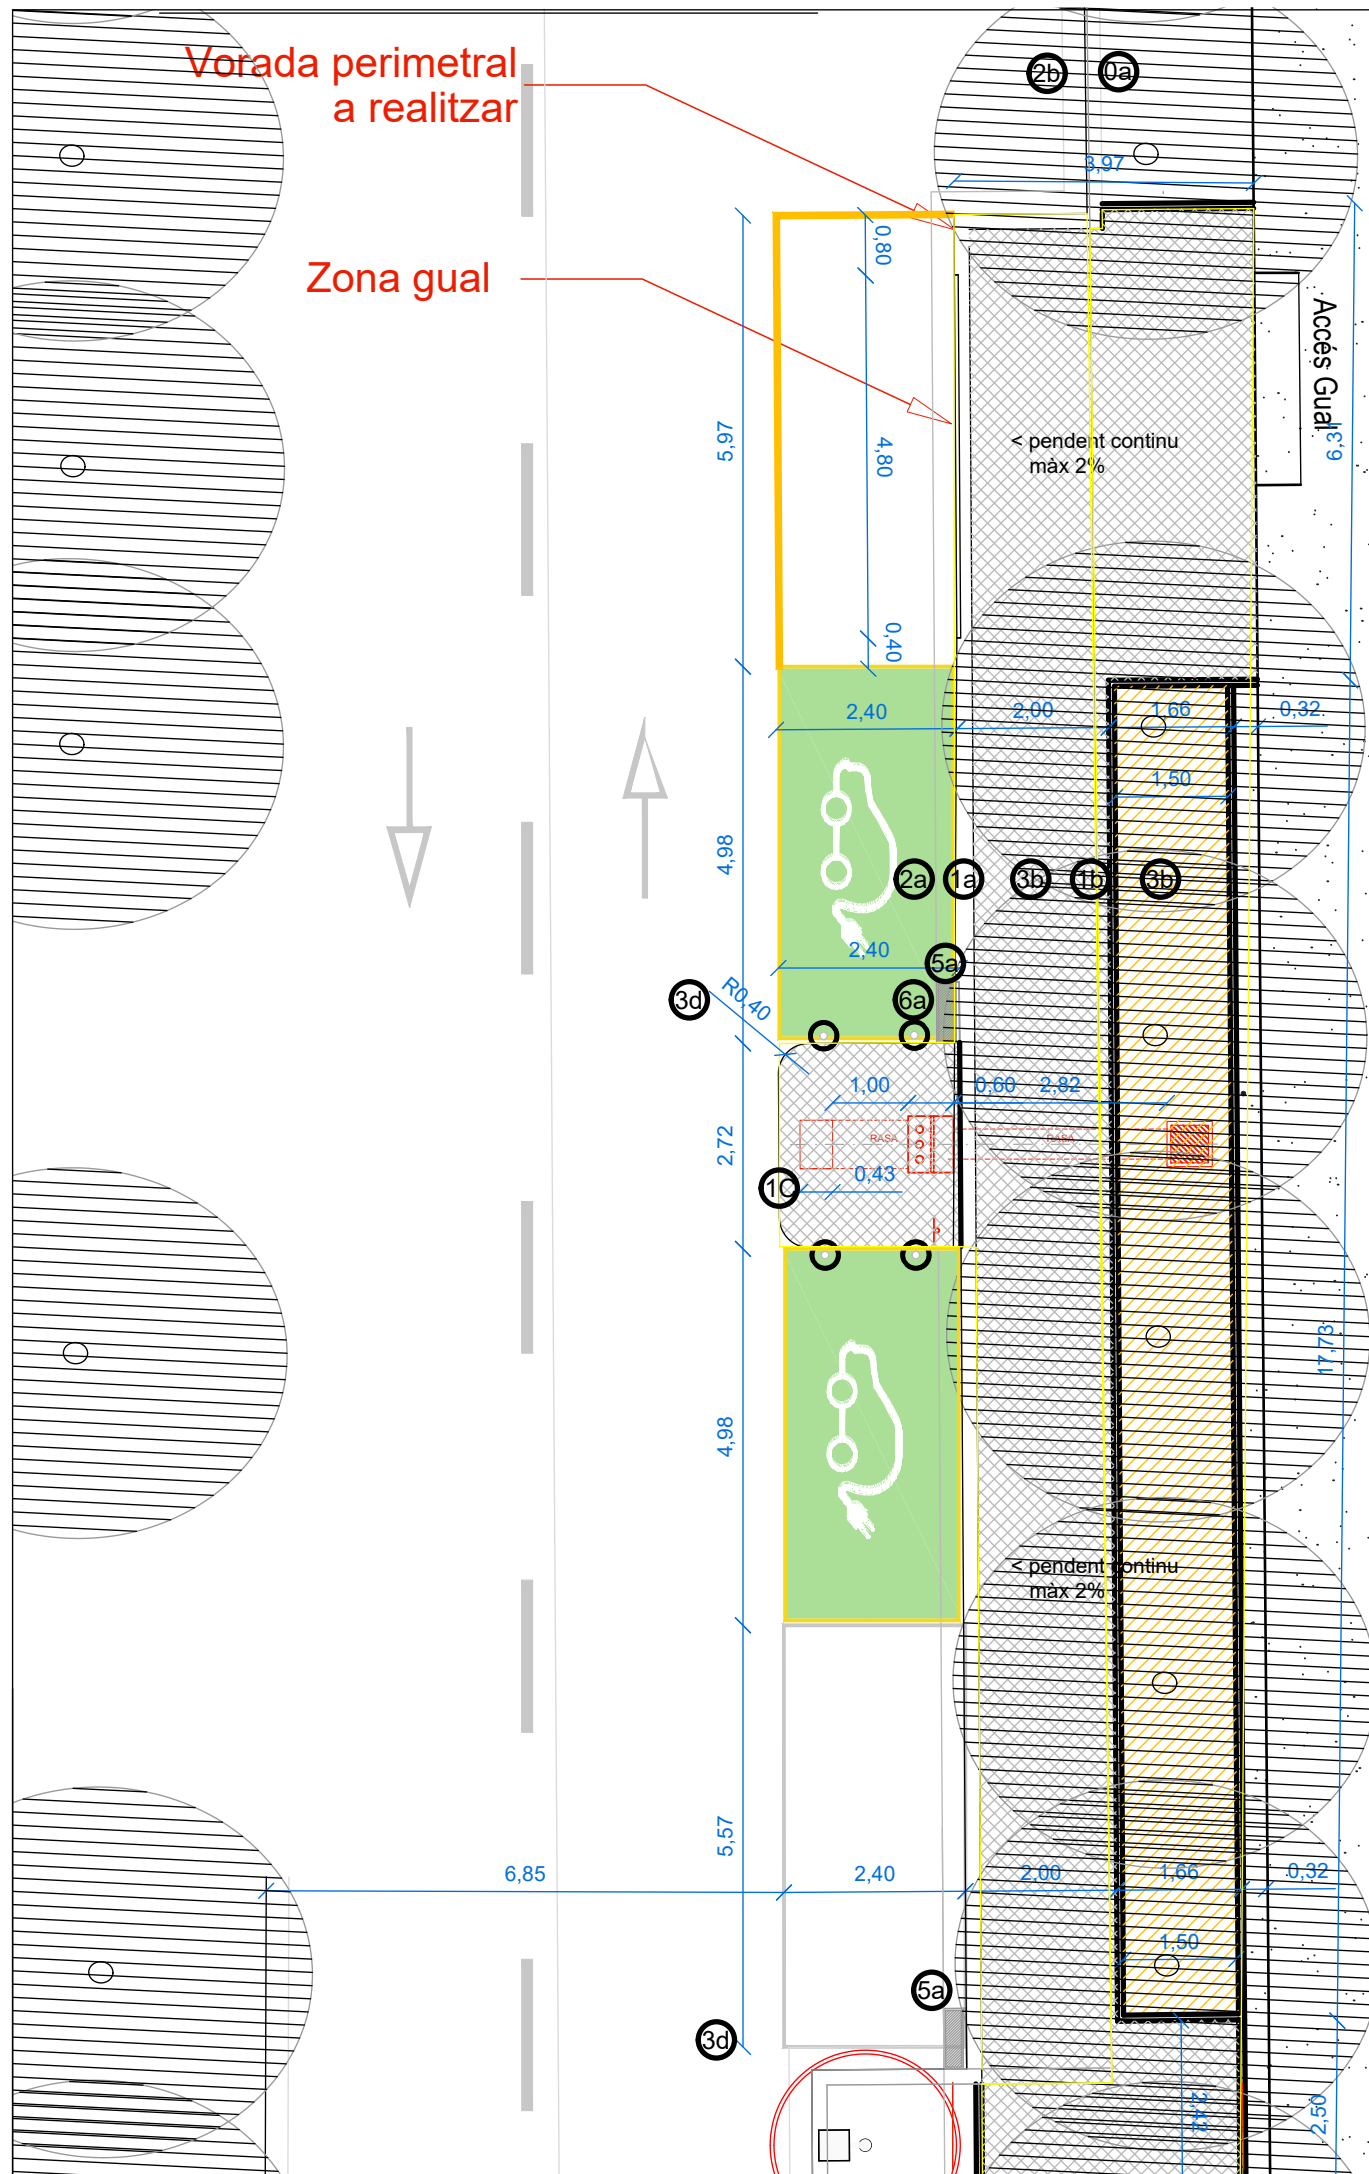 2b
0a
Vorada perimetral
a realitzar
3,97
0,80
Zona gual
Accés Gual
5,97
4,80
< pendent continu
màx 2%
6,31
0,40
2,40
2,00
1,66
0,32
1,50
4,98
2a
1a
3b
1b
3b
2,40
5a
3d
R0,40
6a
1,00
0,60
2,82
2,72
RASA
RASA
1C
0,43
17,73
4,98
< pendent continu
màx 2%
5,57
6,85
2,40
2,00
1,66
0,32
1,50
5a
3d
2,42
2,50